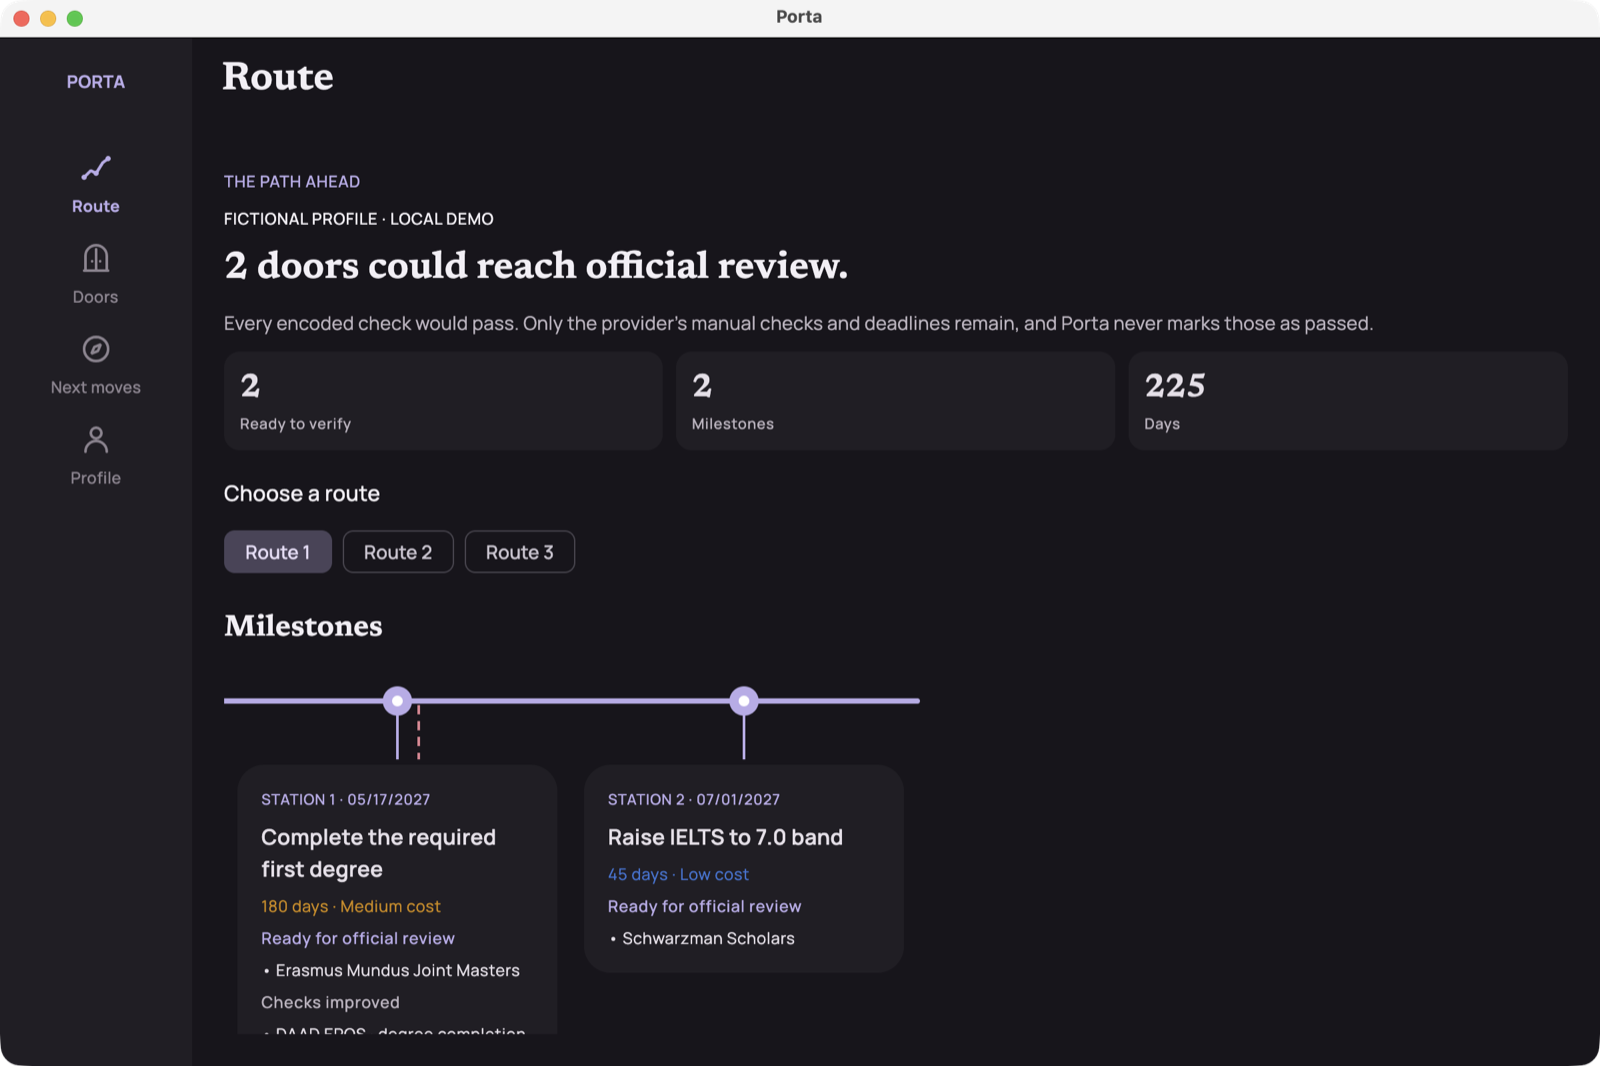 Porta
PORTA
Route
Doors
Next moves
Profile
Route
THE PATH AHEAD
FICTIONAL PROFILE · LOCAL DEMO
2 doors could reach official review.
Every encoded check would pass. Only the provider's manual checks and deadlines remain, and Porta never marks those as passed.
2
Ready to verify
2
Milestones
225
Days
Choose a route
Route 1
Route 2
Route 3
Milestones
STATION 1 · 05/17/2027
Complete the required
first degree
180 days · Medium cost
Ready for official review
• Erasmus Mundus Joint Masters
Checks improved
• DAAD EPOS · degree completion
STATION 2 · 07/01/2027
Raise IELTS to 7.0 band
45 days · Low cost
Ready for official review
• Schwarzman Scholars